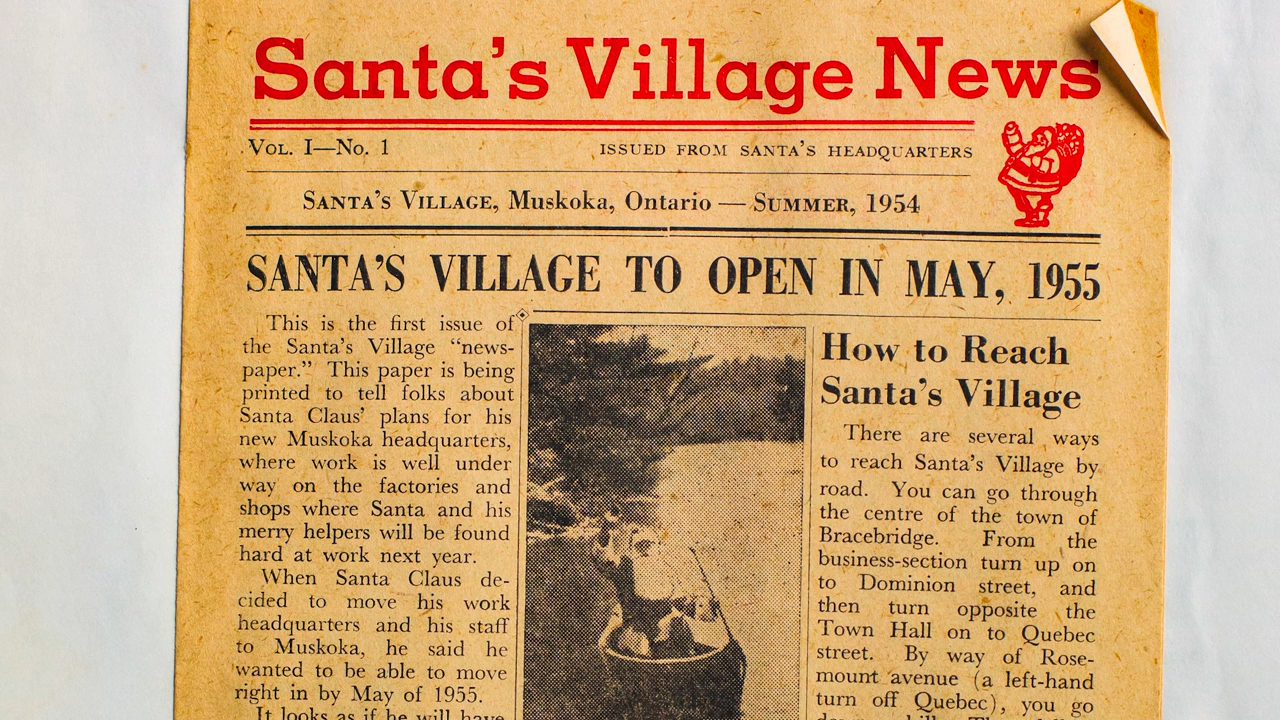 Santa's Village News
Vol. I—No. 1
ISSUED FROM SANTA'S HEADQUARTERS
SANTA'S VILLAGE, Muskoka, Ontario — SUMMER, 1954
SANTA'S VILLAGE TO OPEN IN MAY, 1955
This is the first issue of
the Santa's Village “news-
paper.” This paper is being
printed to tell folks about
Santa Claus' plans for his
new Muskoka headquarters,
where work is well under
way on the factories and
shops where Santa and his
merry helpers will be found
hard at work next year.
When Santa Claus de-
cided to move his work
headquarters and his staff
to Muskoka, he said he
wanted to be able to move
right in by May of 1955.
It looks as if he will have
How to Reach
Santa's Village
There are several ways
to reach Santa's Village by
road. You can go through
the centre of the town of
Bracebridge. From the
business-section turn up on
to Dominion street, and
then turn opposite the
Town Hall on to Quebec
street. By way of Rose-
mount avenue (a left-hand
turn off Quebec), you go